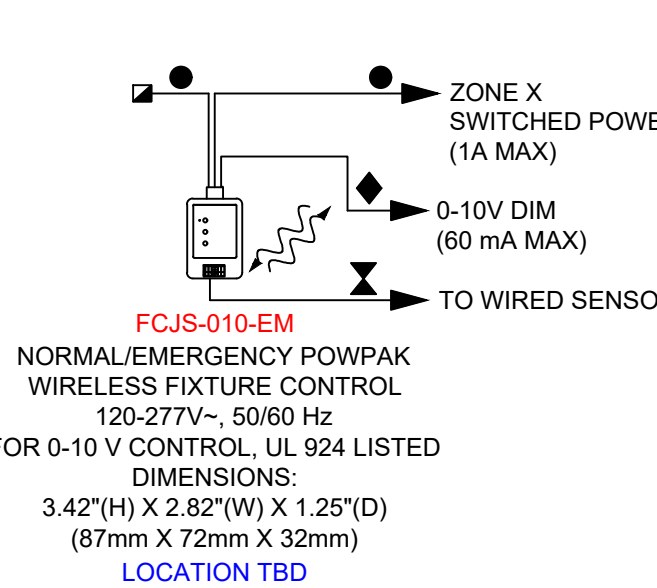 ZONE X
SWITCHED POWE
(1A MAX)
0-10V DIM
(60 mA MAX)
TO WIRED SENSO
FCJS-010-EM
NORMAL/EMERGENCY POWPAK
WIRELESS FIXTURE CONTROL
120-277V~, 50/60 Hz
FOR 0-10 V CONTROL, UL 924 LISTED
DIMENSIONS:
3.42"(H) X 2.82"(W) X 1.25"(D)
(87mm X 72mm X 32mm)
LOCATION TBD